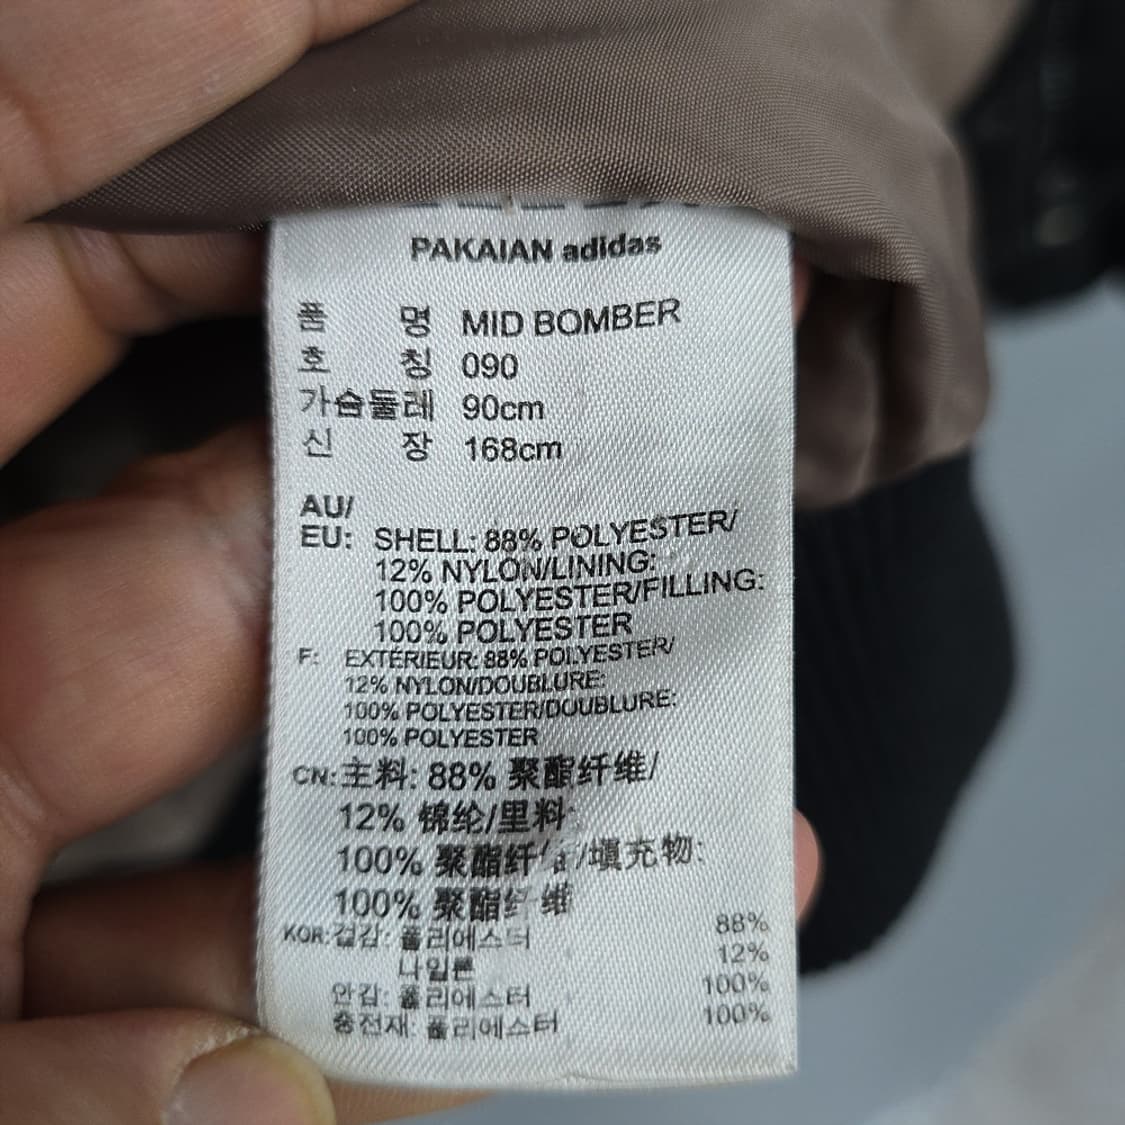 PAKAIAN adidas
품 명 MID BOMBER
호 칭 090
가슴둘레 90cm
신 장 168cm
AU/
EU: SHELL: 88% POLYESTER/
12% NYLON/LINING:
100% POLYESTER/FILLING:
100% POLYESTER
F: EXTÉRIEUR: 88% POLYESTER/
12% NYLON/DOUBLURE:
100% POLYESTER/DOUBLURE:
100% POLYESTER
CN: 主料: 88% 聚酯纤维/
12% 锦纶/里料:
100% 聚酯纤 /填充物:
100% 聚酯纤维
KOR: 겉감: 폴리에스터 88%
나일론 12%
안감: 폴리에스터 100%
충전재: 폴리에스터 100%